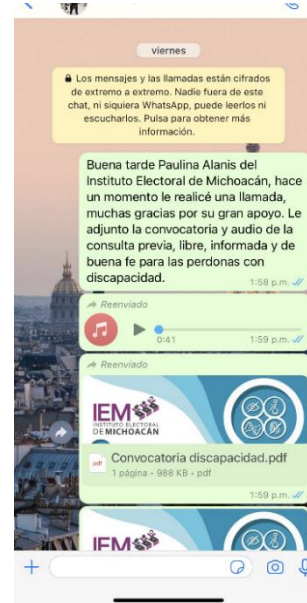 viernes
Los mensajes y las llamadas están cifrados
de extremo a extremo. Nadie fuera de este
chat, ni siquiera WhatsApp, puede leerlos ni
escucharlos. Pulsa para obtener más
información.
Buena tarde Paulina Alanis del
Instituto Electoral de Michoacán, hace
un momento le realicé una llamada,
muchas gracias por su gran apoyo. Le
adjunto la convocatoria y audio de la
consulta previa, libre, informada y de
buena fe para las perdonas con
discapacidad.
1:58 p.m.
Reenviado
0:41
1:59 p.m.
Reenviado
IEM
INSTITUTO ELECTORAL
DE MICHOACÁN
pdf
Convocatoria discapacidad.pdf
1 página • 988 KB • pdf
1:59 p.m.
IEM